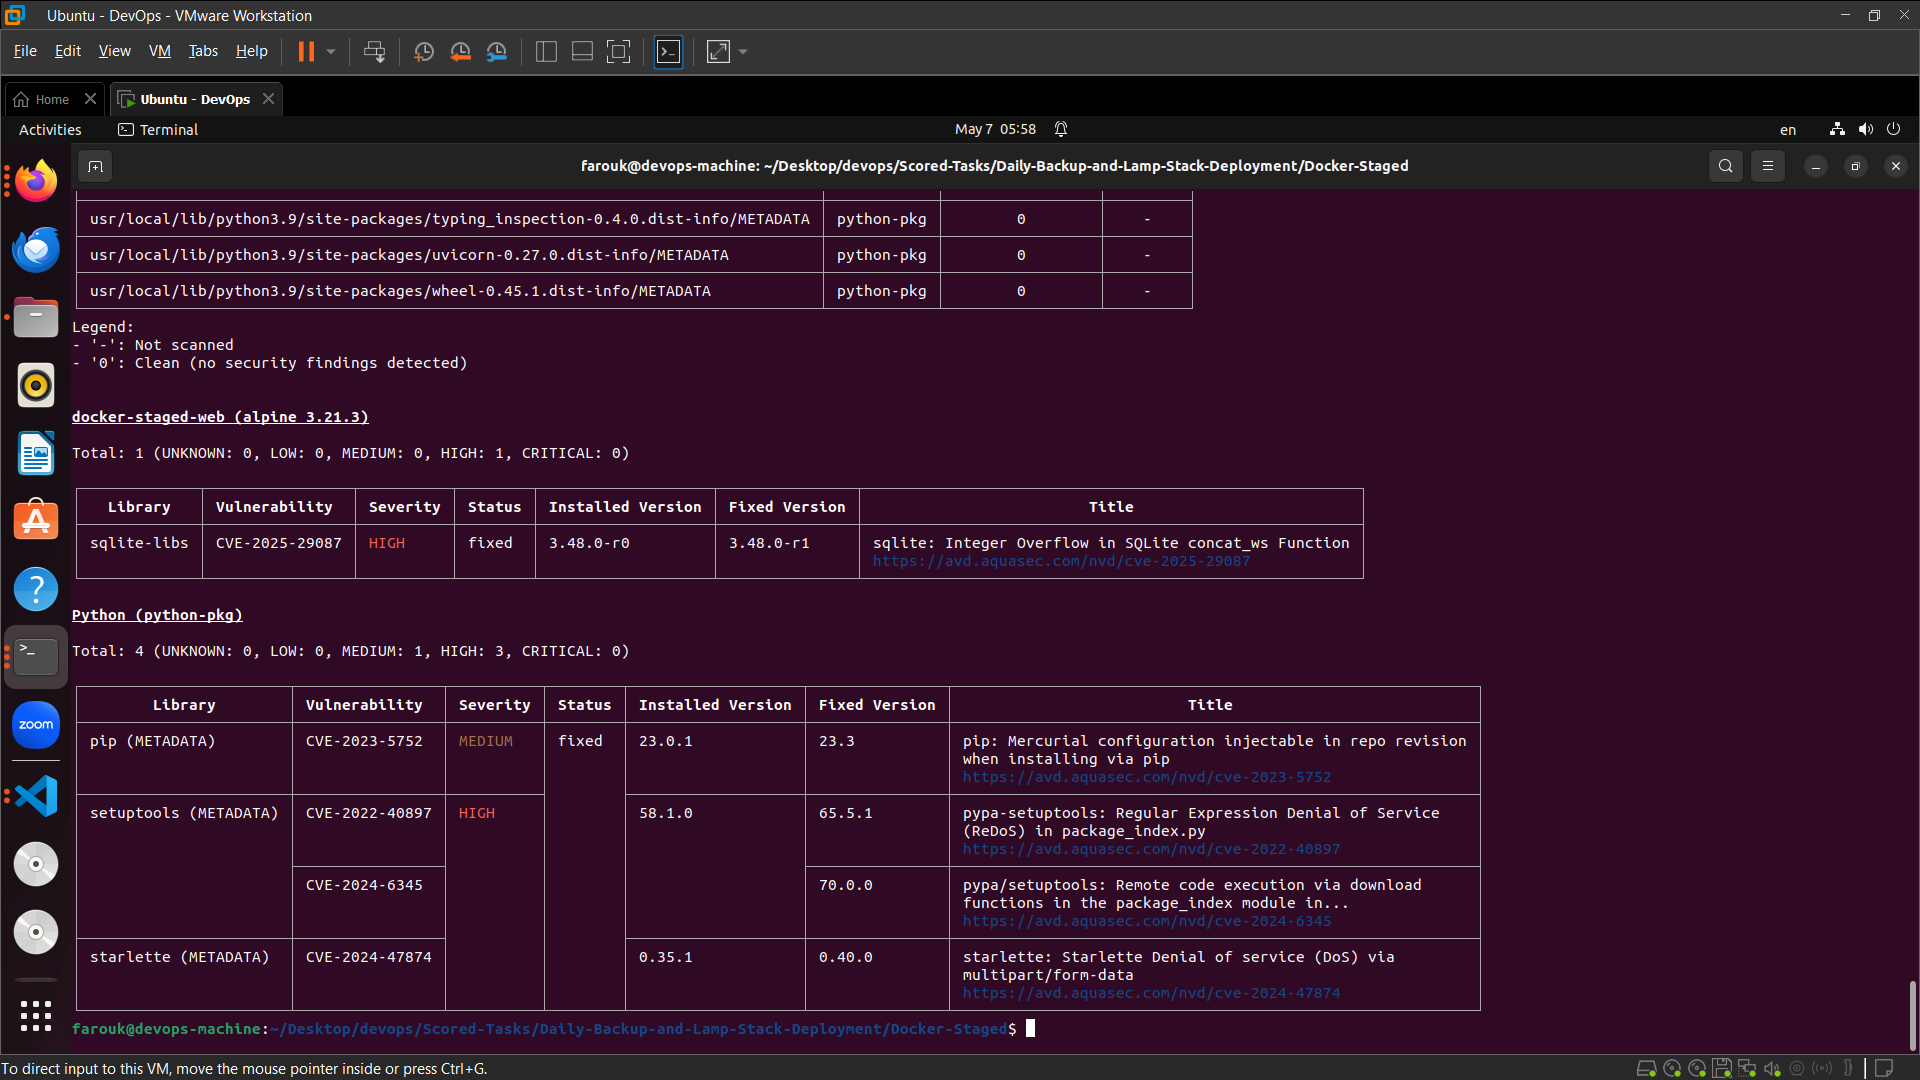 Ubuntu - DevOps - VMware Workstation
File Edit View VM Tabs Help
Home Ubuntu - DevOps
Activities Terminal May 7 05:58 en
farouk@devops-machine: ~/Desktop/devops/Scored-Tasks/Daily-Backup-and-Lamp-Stack-Deployment/Docker-Staged
usr/local/lib/python3.9/site-packages/typing_inspection-0.4.0.dist-info/METADATA python-pkg 0 -
usr/local/lib/python3.9/site-packages/uvicorn-0.27.0.dist-info/METADATA python-pkg 0 -
usr/local/lib/python3.9/site-packages/wheel-0.45.1.dist-info/METADATA python-pkg 0 -
Legend:
- '-': Not scanned
- '0': Clean (no security findings detected)
docker-staged-web (alpine 3.21.3)
Total: 1 (UNKNOWN: 0, LOW: 0, MEDIUM: 0, HIGH: 1, CRITICAL: 0)
Library Vulnerability Severity Status Installed Version Fixed Version Title
sqlite-libs CVE-2025-29087 HIGH fixed 3.48.0-r0 3.48.0-r1 sqlite: Integer Overflow in SQLite concat_ws Function
https://avd.aquasec.com/nvd/cve-2025-29087
Python (python-pkg)
Total: 4 (UNKNOWN: 0, LOW: 0, MEDIUM: 1, HIGH: 3, CRITICAL: 0)
Library Vulnerability Severity Status Installed Version Fixed Version Title
pip (METADATA) CVE-2023-5752 MEDIUM fixed 23.0.1 23.3 pip: Mercurial configuration injectable in repo revision
when installing via pip
https://avd.aquasec.com/nvd/cve-2023-5752
setuptools (METADATA) CVE-2022-40897 HIGH 58.1.0 65.5.1 pypa-setuptools: Regular Expression Denial of Service
(ReDoS) in package_index.py
https://avd.aquasec.com/nvd/cve-2022-40897
CVE-2024-6345 70.0.0 pypa/setuptools: Remote code execution via download
functions in the package_index module in...
https://avd.aquasec.com/nvd/cve-2024-6345
starlette (METADATA) CVE-2024-47874 0.35.1 0.40.0 starlette: Starlette Denial of service (DoS) via
multipart/form-data
https://avd.aquasec.com/nvd/cve-2024-47874
farouk@devops-machine:~/Desktop/devops/Scored-Tasks/Daily-Backup-and-Lamp-Stack-Deployment/Docker-Staged$
zoom
To direct input to this VM, move the mouse pointer inside or press Ctrl+G.